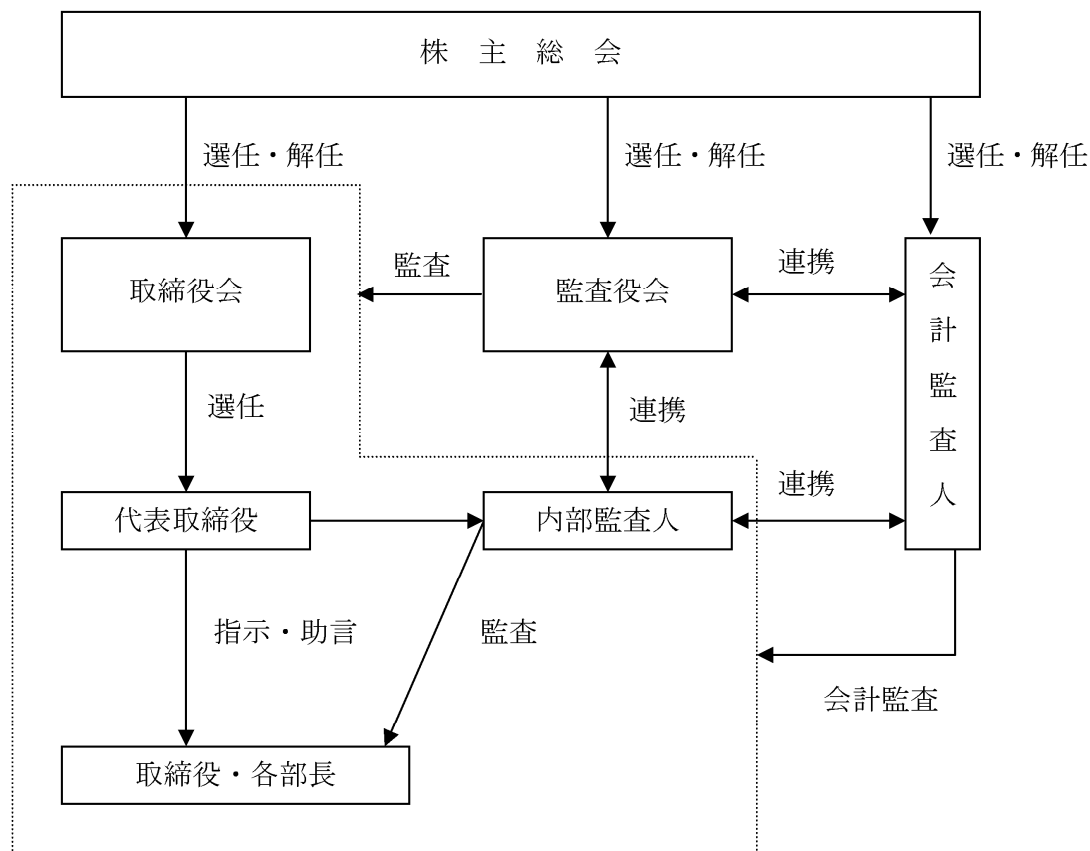 株 主 総 会
選任・解任
選任・解任
選任・解任
取締役会
監査
監査役会
連携
会計監査人
選任
連携
代表取締役
内部監査人
連携
指示・助言
監査
会計監査
取締役・各部長